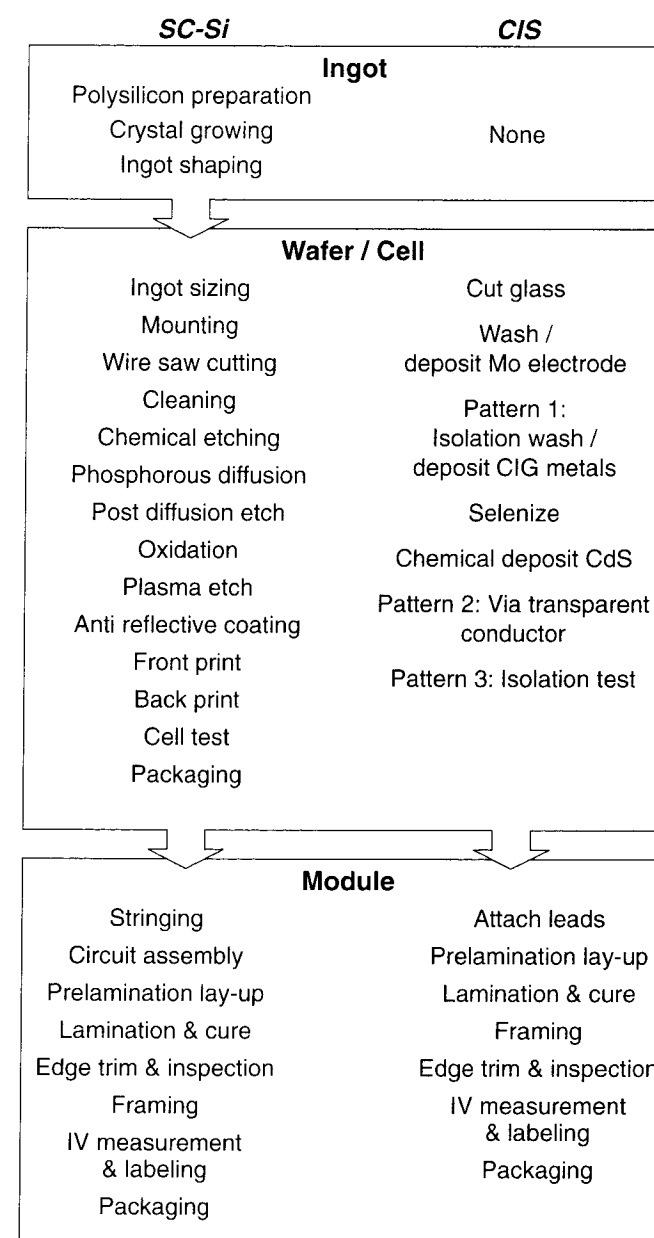 SC-Si
CIS
Ingot
Polysilicon preparation
Crystal growing
Ingot shaping
None
Wafer / Cell
Ingot sizing
Mounting
Wire saw cutting
Cleaning
Chemical etching
Phosphorous diffusion
Post diffusion etch
Oxidation
Plasma etch
Anti reflective coating
Front print
Back print
Cell test
Packaging
Cut glass
Wash /
deposit Mo electrode
Pattern 1:
Isolation wash /
deposit CIG metals
Selenize
Chemical deposit CdS
Pattern 2: Via transparent
conductor
Pattern 3: Isolation test
Module
Stringing
Circuit assembly
Prelamination lay-up
Lamination & cure
Edge trim & inspection
Framing
IV measurement
& labeling
Packaging
Attach leads
Prelamination lay-up
Lamination & cure
Framing
Edge trim & inspection
IV measurement
& labeling
Packaging